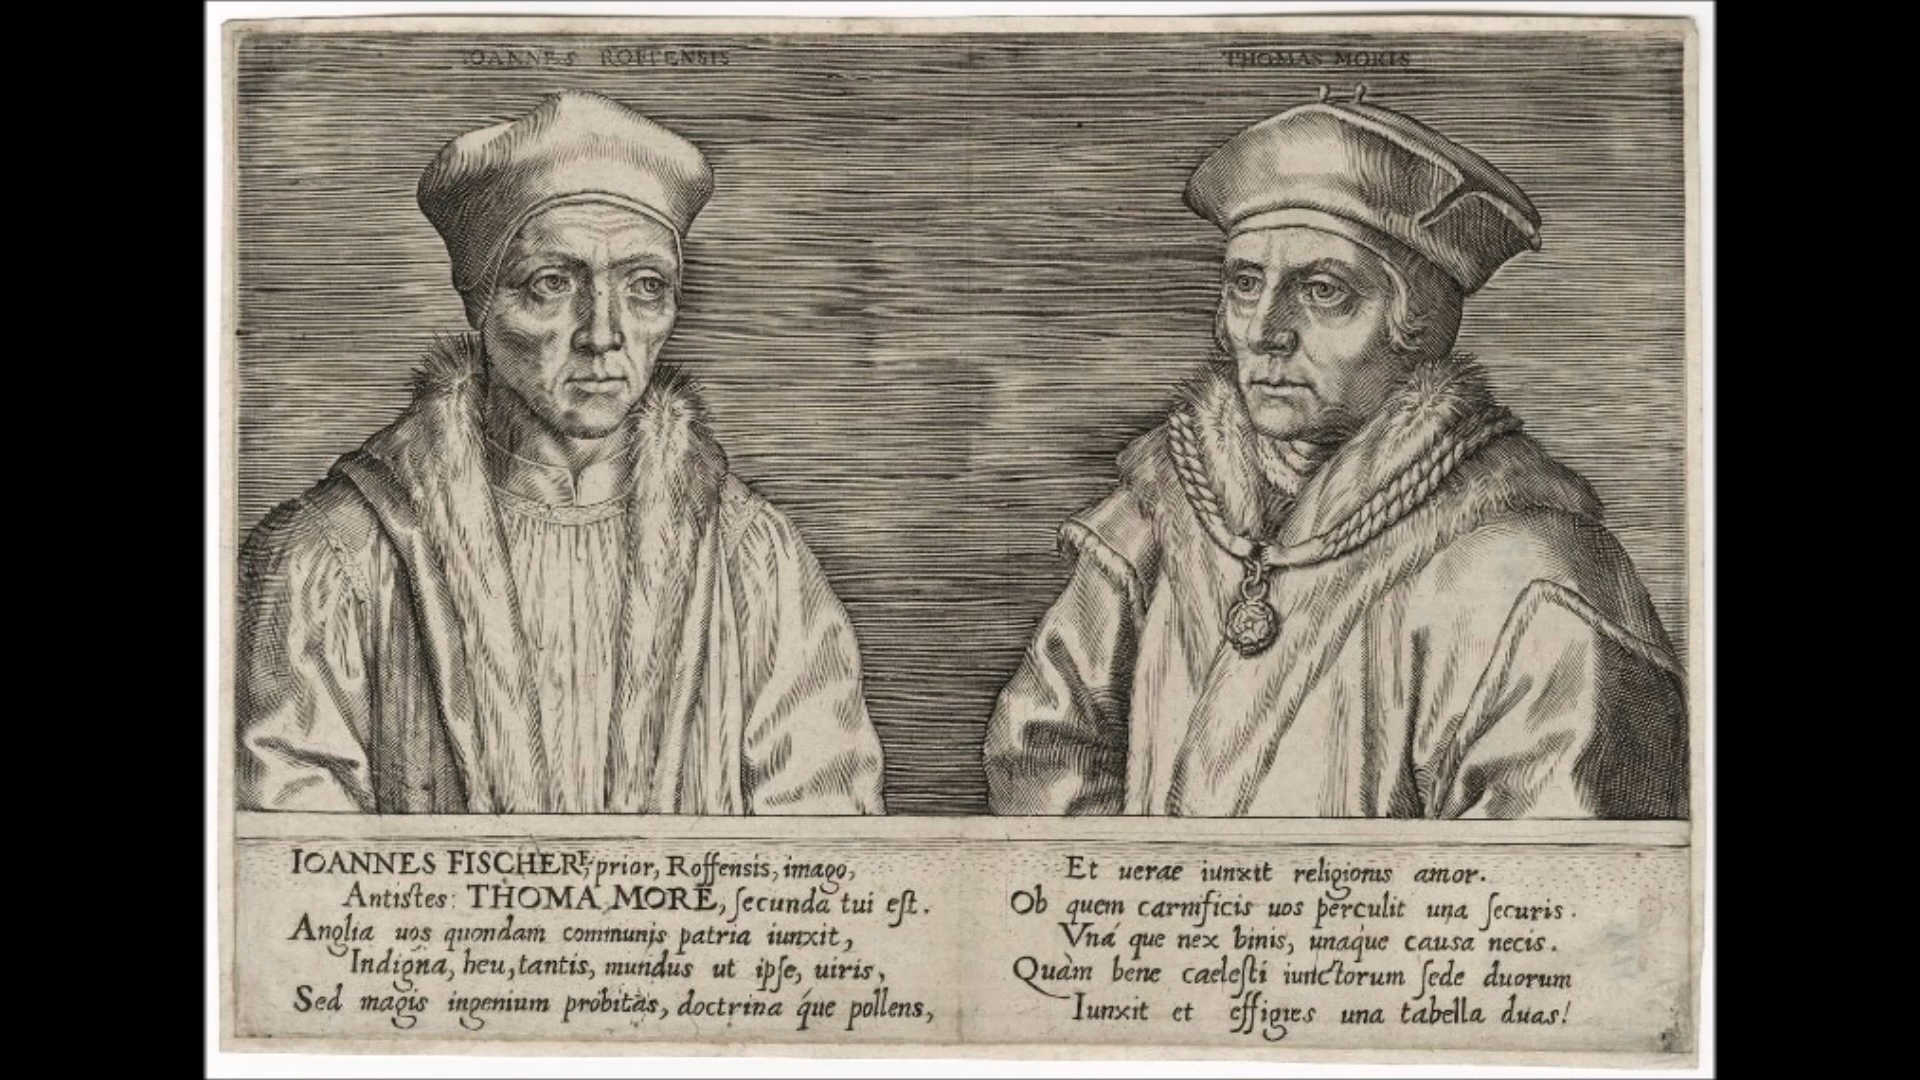 IOANNES ROFFENSIS
THOMAS MORIS
IOANNES FISCHERE, prior, Roffensis, imago,
Antistes: THOMA MORE, ſecunda tui eſt.
Anglia uos quondam communis patria iunxit,
Indigna, heu, tantis, mundus ut ipſe, uiris,
Sed magis ingenium probitas, doctrina que pollens,
Et uerae iunxit religionis amor.
Ob quem carnificis uos perculit una ſecuris.
Vná que nex binis, unaque causa necis.
Quàm bene caeleſti iunctorum ſede duorum
Iunxit et effigies una tabella duas!